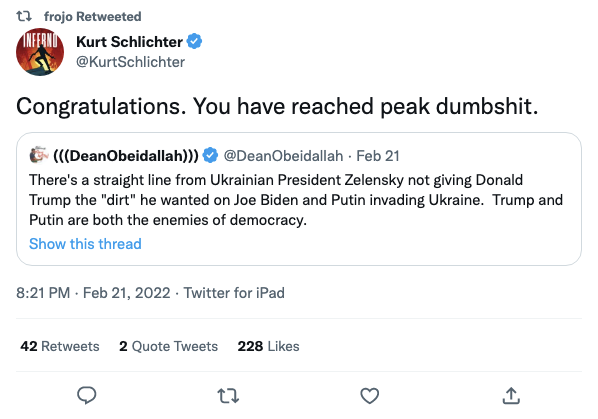 frojo Retweeted
INFERNO
Kurt Schlichter
@KurtSchlichter
Congratulations. You have reached peak dumbshit.
(((DeanObeidallah))) @DeanObeidallah · Feb 21
There's a straight line from Ukrainian President Zelensky not giving Donald
Trump the "dirt" he wanted on Joe Biden and Putin invading Ukraine.  Trump and
Putin are both the enemies of democracy.
Show this thread
8:21 PM · Feb 21, 2022 · Twitter for iPad
42 Retweets 2 Quote Tweets 228 Likes